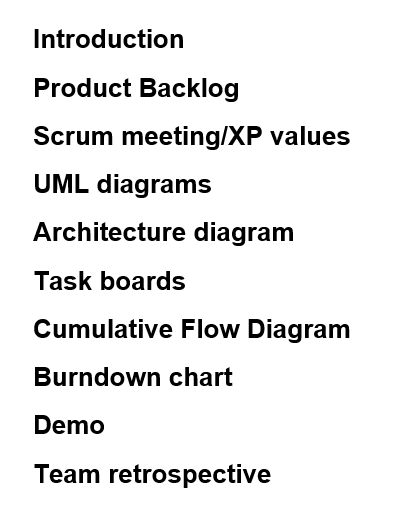 Introduction
Product Backlog
Scrum meeting/XP values
UML diagrams
Architecture diagram
Task boards
Cumulative Flow Diagram
Burndown chart
Demo
Team retrospective